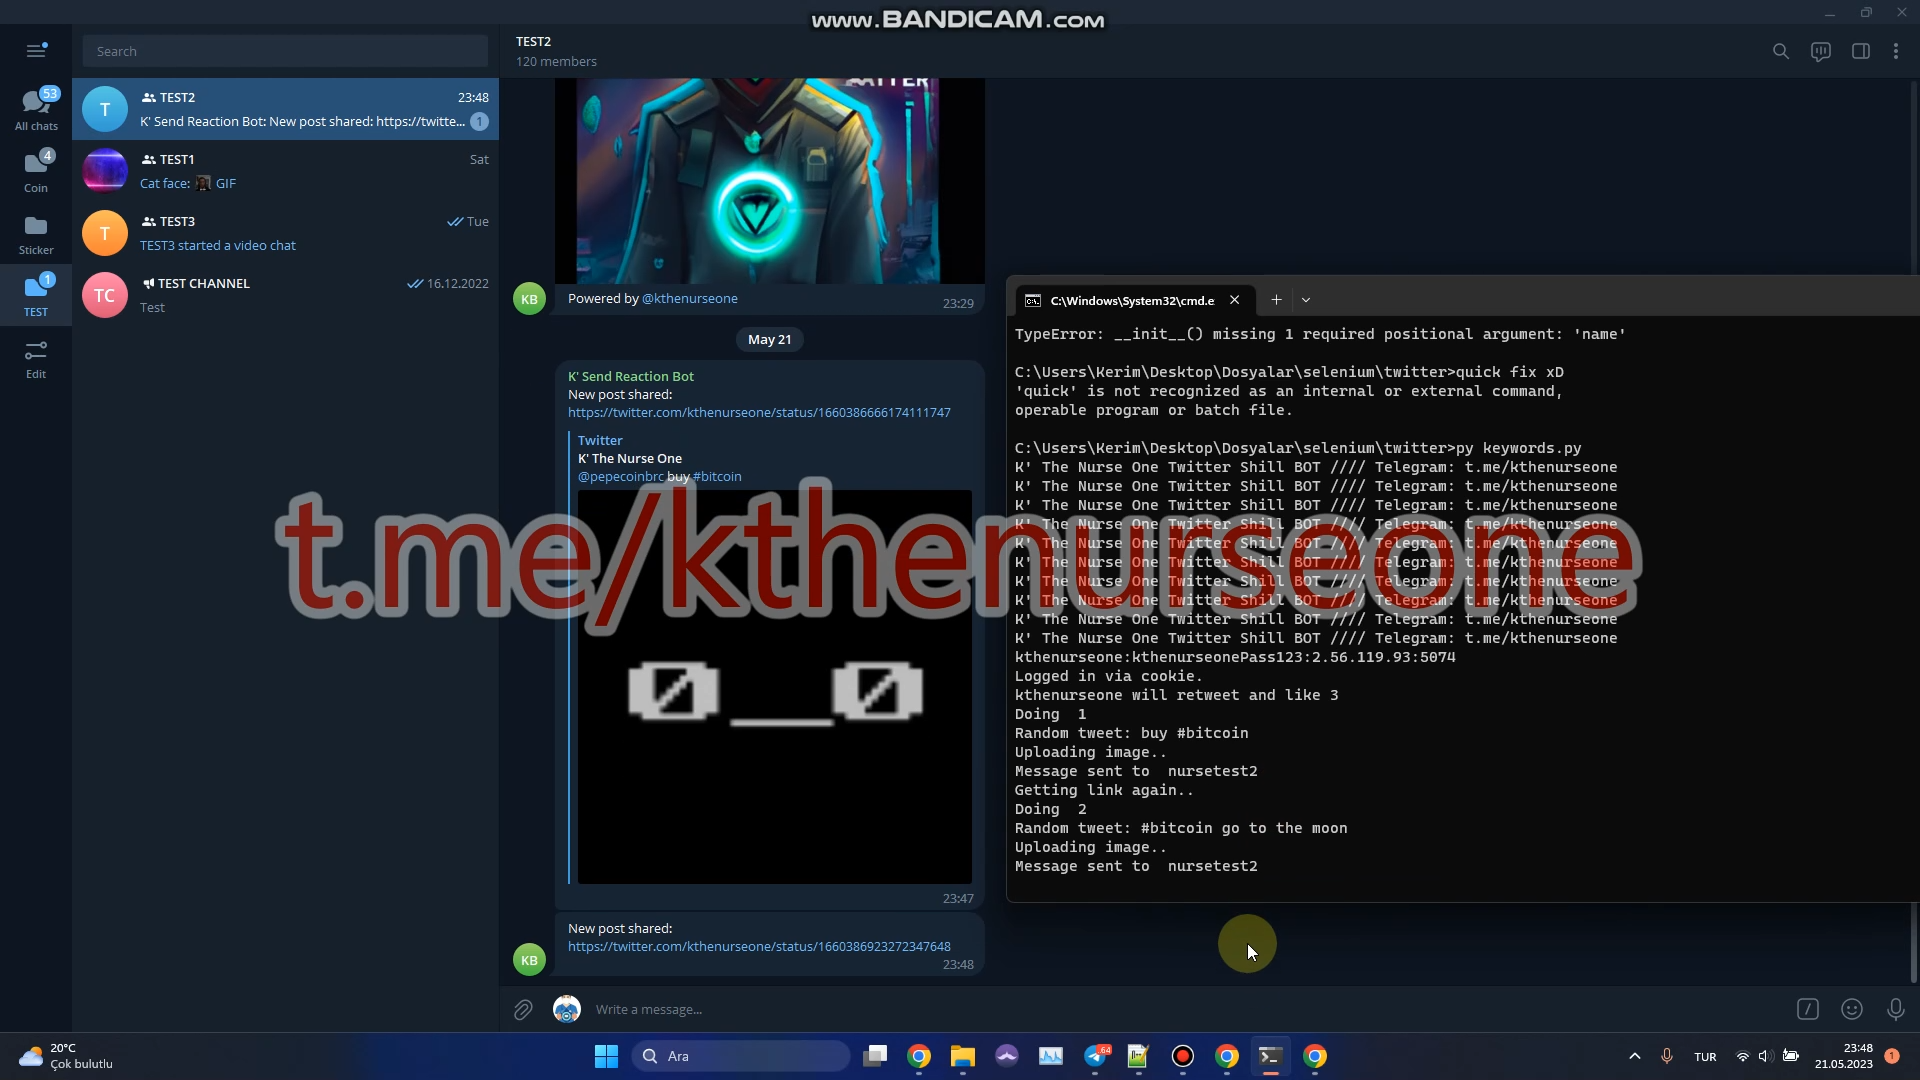 www.BANDICAM.com
Search
53
All chats
4
Coin
Sticker
1
TEST
Edit
T
TEST2
23:48
K' Send Reaction Bot: New post shared: https://twitte...
1
TEST1
Sat
Cat face: GIF
T
TEST3
Tue
TEST3 started a video chat
TC
TEST CHANNEL
16.12.2022
Test
TEST2
120 members
KB
Powered by @kthenurseone
23:29
May 21
K' Send Reaction Bot
New post shared:
https://twitter.com/kthenurseone/status/1660386666174111747
Twitter
K' The Nurse One
@pepecoinbrc buy #bitcoin
0__0
23:47
New post shared:
https://twitter.com/kthenurseone/status/1660386923272347648
KB
23:48
Write a message...
t.me/kthenurseone
C:\Windows\System32\cmd.e
TypeError: __init__() missing 1 required positional argument: 'name'
C:\Users\Kerim\Desktop\Dosyalar\selenium\twitter>quick fix xD
'quick' is not recognized as an internal or external command,
operable program or batch file.
C:\Users\Kerim\Desktop\Dosyalar\selenium\twitter>py keywords.py
K' The Nurse One Twitter Shill BOT //// Telegram: t.me/kthenurseone
K' The Nurse One Twitter Shill BOT //// Telegram: t.me/kthenurseone
K' The Nurse One Twitter Shill BOT //// Telegram: t.me/kthenurseone
K' The Nurse One Twitter Shill BOT //// Telegram: t.me/kthenurseone
K' The Nurse One Twitter Shill BOT //// Telegram: t.me/kthenurseone
K' The Nurse One Twitter Shill BOT //// Telegram: t.me/kthenurseone
K' The Nurse One Twitter Shill BOT //// Telegram: t.me/kthenurseone
K' The Nurse One Twitter Shill BOT //// Telegram: t.me/kthenurseone
K' The Nurse One Twitter Shill BOT //// Telegram: t.me/kthenurseone
K' The Nurse One Twitter Shill BOT //// Telegram: t.me/kthenurseone
kthenurseone:kthenurseonePass123:2.56.119.93:5074
Logged in via cookie.
kthenurseone will retweet and like 3
Doing 1
Random tweet: buy #bitcoin
Uploading image..
Message sent to nursetest2
Getting link again..
Doing 2
Random tweet: #bitcoin go to the moon
Uploading image..
Message sent to nursetest2
20°C
Çok bulutlu
Ara
64
TUR
23:48
21.05.2023
1